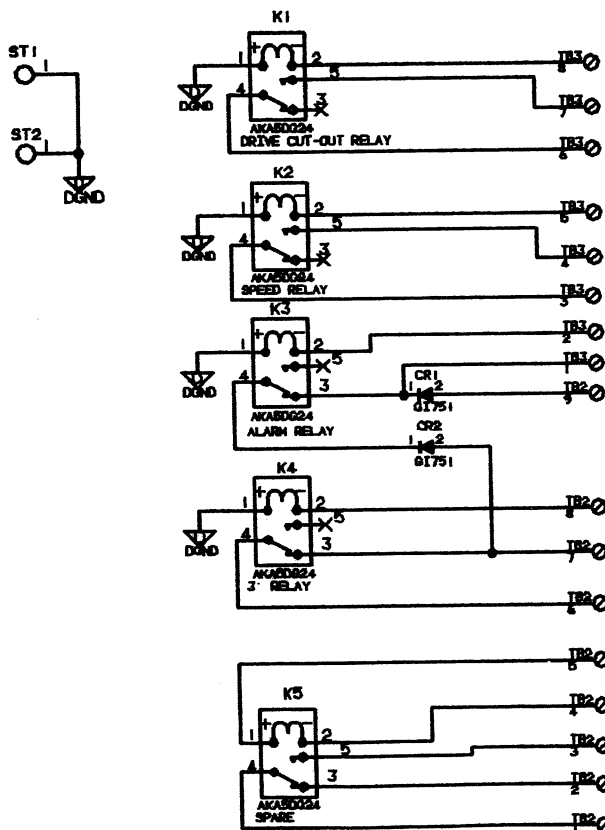 K1
ST1
1
+
1
2
TB3
8
5
DGND
4
3
TB3
7
ST2
1
AKA5DG24
DRIVE CUT-OUT RELAY
TB3
6
DGND
K2
+
1
2
TB3
5
5
DGND
4
3
TB3
4
AKA5DG24
SPEED RELAY
TB3
3
K3
+
1
2
TB3
2
5
TB3
1
DGND
4
3
CR1
1
2
GI751
TB2
9
AKA5DG24
ALARM RELAY
CR2
1
2
GI751
K4
+
1
2
TB2
8
5
DGND
4
3
TB2
7
AKA5DG24
3 RELAY
TB2
6
TB2
5
K5
+
1
2
TB2
4
5
TB2
3
4
3
TB2
2
AKA5DG24
SPARE
TB2
1